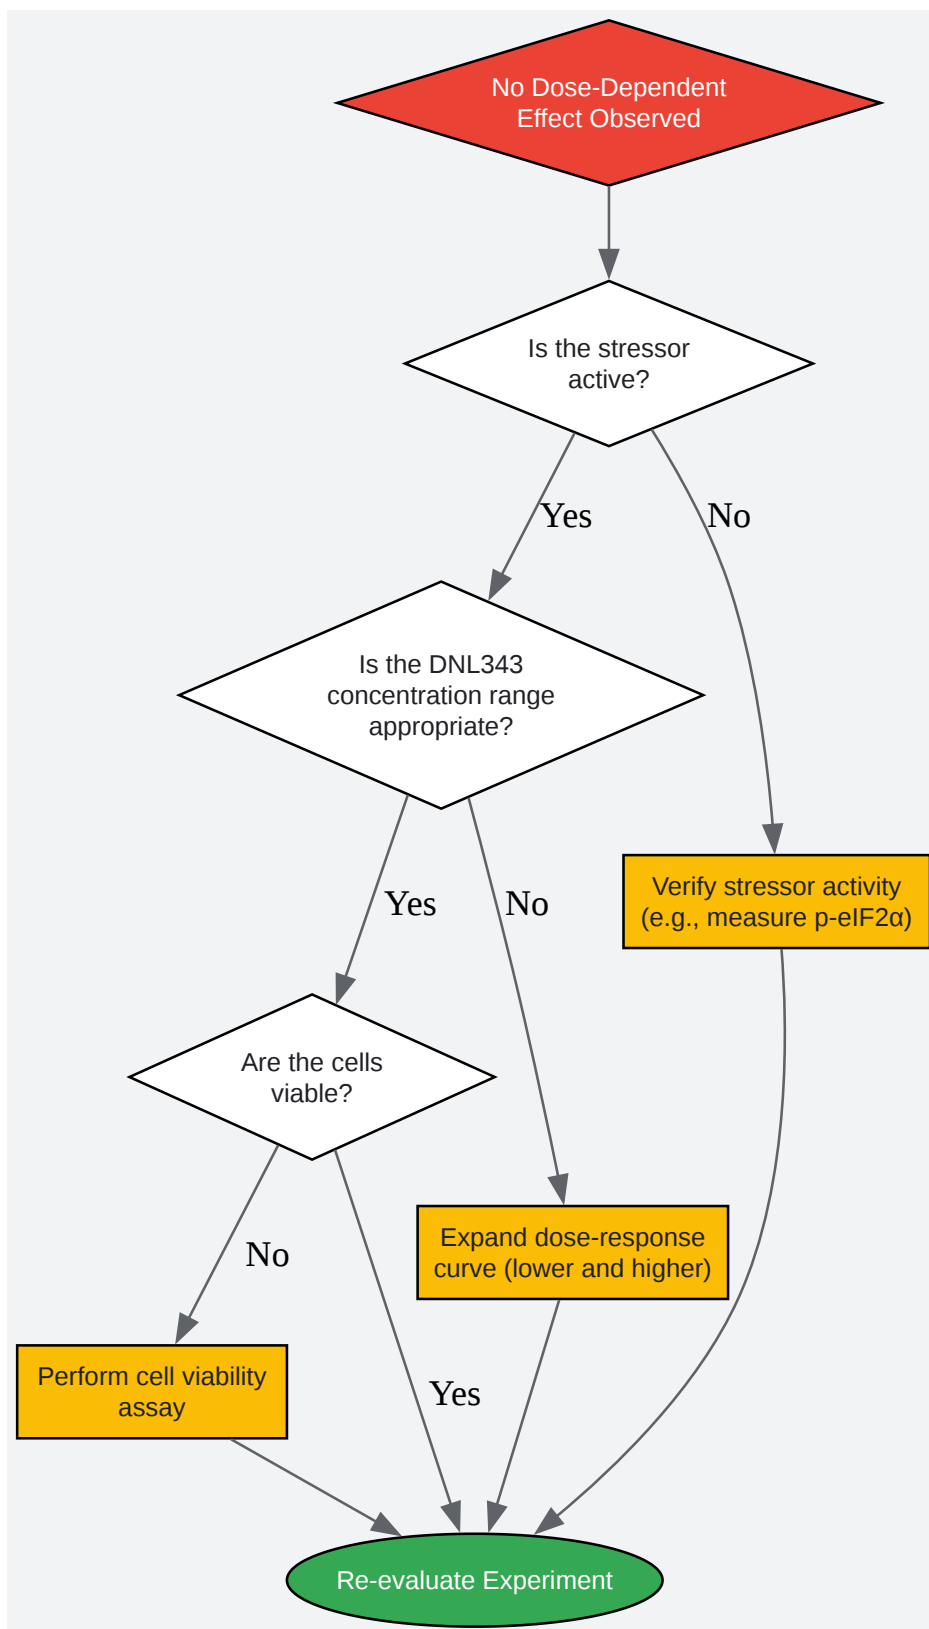 No Dose-Dependent
Effect Observed
Is the stressor
active?
Yes
No
Is the DNL343
concentration range
appropriate?
Verify stressor activity
(e.g., measure p-eIF2α)
Yes
No
Are the cells
viable?
Expand dose-response
curve (lower and higher)
No
Perform cell viability
assay
Yes
Re-evaluate Experiment